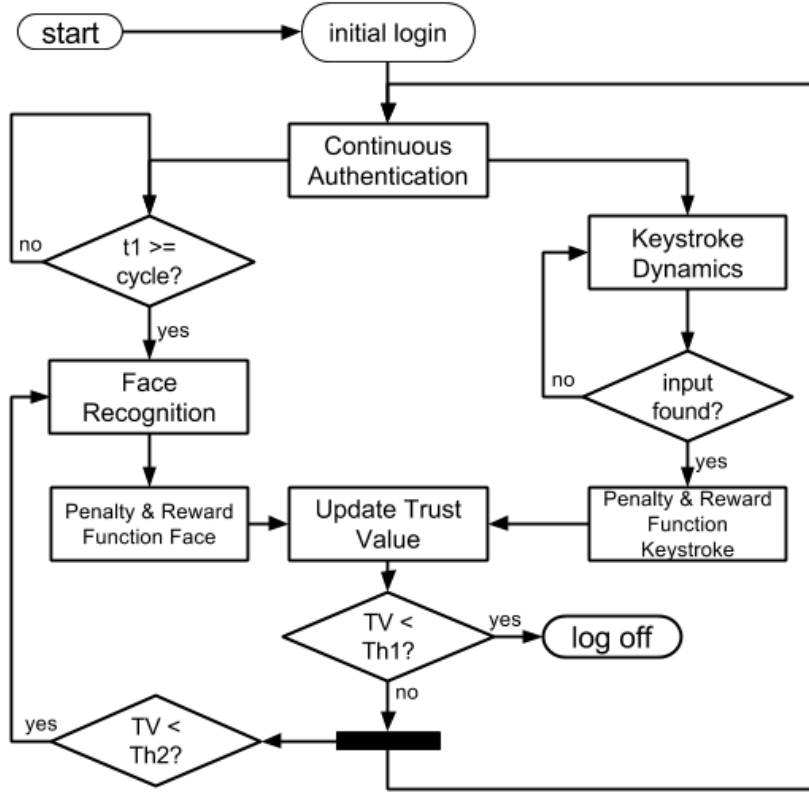 start
initial login
Continuous
Authentication
no
t1 >=
cycle?
yes
Keystroke
Dynamics
no
input
found?
yes
Face
Recognition
Penalty & Reward
Function Face
Update Trust
Value
Penalty & Reward
Function
Keystroke
TV <
Th1?
yes
log off
no
yes
TV <
Th2?